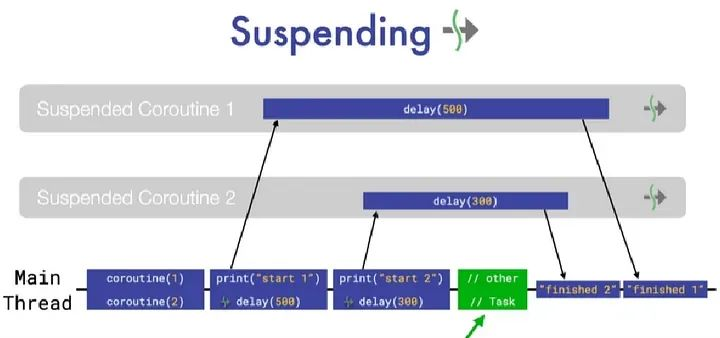 Suspending
Suspended Coroutine 1
delay(500)
Suspended Coroutine 2
delay(300)
Main
Thread
coroutine(1)
coroutine(2)
print("start 1")
delay(500)
print("start 2")
delay(300)
// other
// Task
"finished 2"
"finished 1"